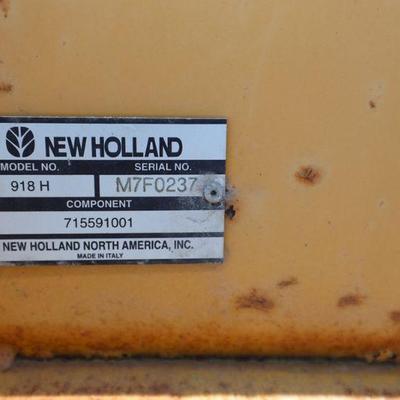 NEW HOLLAND
MODEL NO. SERIAL NO.
918 H M7F0237
COMPONENT
715591001
NEW HOLLAND NORTH AMERICA, INC.
MADE IN ITALY